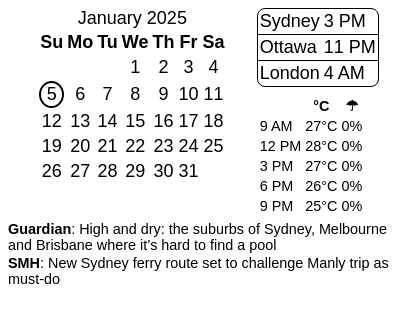 January 2025
Su Mo Tu We Th Fr Sa
1 2 3 4
5 6 7 8 9 10 11
12 13 14 15 16 17 18
19 20 21 22 23 24 25
26 27 28 29 30 31
Sydney 3 PM
Ottawa 11 PM
London 4 AM
°C ☂
9 AM 27°C 0%
12 PM 28°C 0%
3 PM 27°C 0%
6 PM 26°C 0%
9 PM 25°C 0%
Guardian: High and dry: the suburbs of Sydney, Melbourne
and Brisbane where it’s hard to find a pool
SMH: New Sydney ferry route set to challenge Manly trip as
must-do